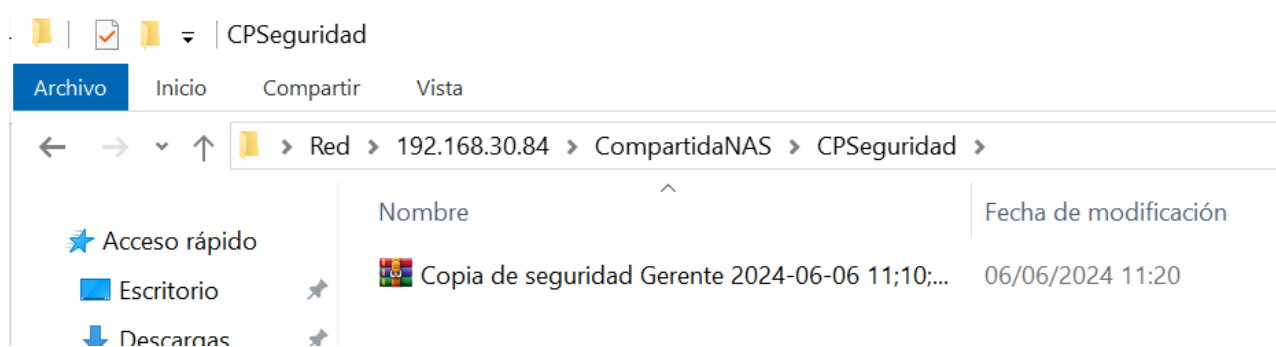 CPSeguridad
Archivo Inicio Compartir Vista
Red > 192.168.30.84 > CompartidaNAS > CPSeguridad >
Nombre Fecha de modificación
Acceso rápido
Copia de seguridad Gerente 2024-06-06 11;10;... 06/06/2024 11:20
Escritorio
Descargas